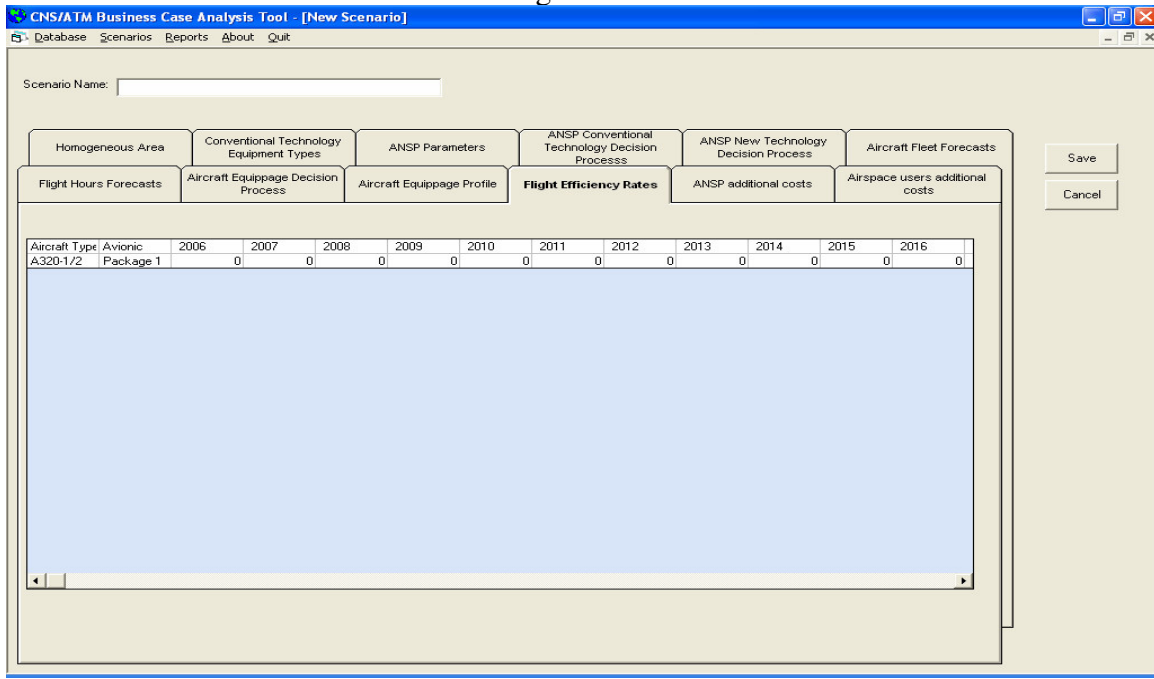 CNS/ATM Business Case Analysis Tool - [New Scenario]
Database Scenarios Reports About Quit
Scenario Name:
Homogeneous Area
Conventional Technology
Equipment Types
ANSP Parameters
ANSP Conventional
Technology Decision
Processs
ANSP New Technology
Decision Process
Aircraft Fleet Forecasts
Flight Hours Forecasts
Aircraft Equippage Decision
Process
Aircraft Equippage Profile
Flight Efficiency Rates
ANSP additional costs
Airspace users additional
costs
Save
Cancel
Aircraft Type Avionic 2006 2007 2008 2009 2010 2011 2012 2013 2014 2015 2016
A320-1/2 Package 1 0 0 0 0 0 0 0 0 0 0 0